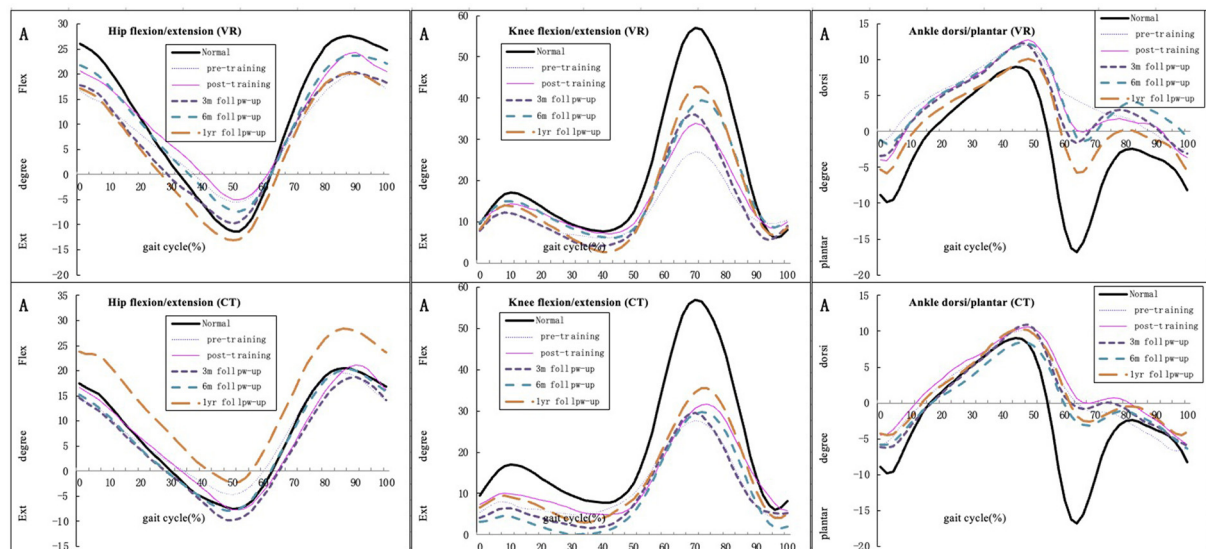 A
Hip flexion/extension (VR)
30
25
20
15
10
5
0
-5
-10
-15
-20
Flex
degree
Ext
Normal
pre-training
post-training
3m follpw-up
6m follpw-up
1yr follpw-up
0 10 20 30 40 50 60 70 80 90 100
gait cycle(%)
A
Knee flexion/extension (VR)
60
50
40
30
20
10
0
Flex
degree
Ext
Normal
pre-training
post-training
3m follpw-up
6m follpw-up
1yr follpw-up
gait cycle(%)
0 10 20 30 40 50 60 70 80 90 100
A
Ankle dorsi/plantar (VR)
15
10
5
0
-5
-10
-15
-20
dorsi
degree
plantar
Normal
pre-training
post-training
3m follpw-up
6m follpw-up
1yr follpw-up
0 10 20 30 40 50 60 70 80 90 100
gait cycle(%)
A
Hip flexion/extension (CT)
35
30
25
20
15
10
5
0
-5
-10
-15
Flex
degree
Ext
Normal
pre-training
post-training
3m follpw-up
6m follpw-up
1yr follpw-up
0 10 20 30 40 50 60 70 80 90 100
gait cycle(%)
A
Knee flexion/extension (CT)
60
50
40
30
20
10
0
Flex
degree
Ext
Normal
pre-training
post-training
3m follpw-up
6m follpw-up
1yr follpw-up
gait cycle(%)
0 10 20 30 40 50 60 70 80 90 100
A
Ankle dorsi/plantar (CT)
15
10
5
0
-5
-10
-15
-20
dorsi
degree
plantar
Normal
pre-training
post-training
3m follpw-up
6m follpw-up
1yr follpw-up
0 10 20 30 40 50 60 70 80 90 100
gait cycle(%)